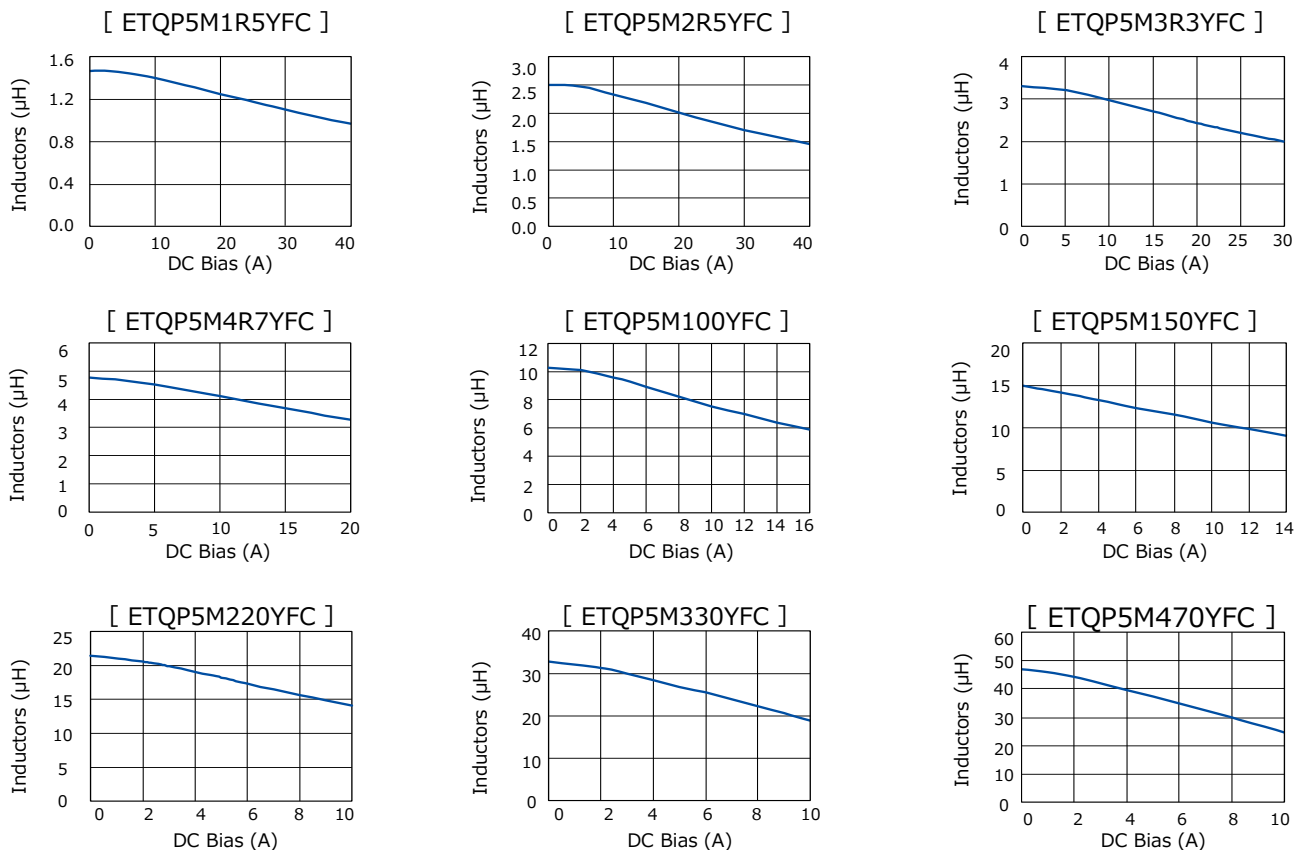 [ ETQP5M1R5YFC ]
Inductors (μH)
1.6
1.2
0.8
0.4
0.0
0 10 20 30 40
DC Bias (A)
[ ETQP5M2R5YFC ]
Inductors (μH)
3.0
2.5
2.0
1.5
1.0
0.5
0.0
0 10 20 30 40
DC Bias (A)
[ ETQP5M3R3YFC ]
Inductors (μH)
4
3
2
1
0
0 5 10 15 20 25 30
DC Bias (A)
[ ETQP5M4R7YFC ]
Inductors (μH)
6
5
4
3
2
1
0
0 5 10 15 20
DC Bias (A)
[ ETQP5M100YFC ]
Inductors (μH)
12
10
8
6
4
2
0
0 2 4 6 8 10 12 14 16
DC Bias (A)
[ ETQP5M150YFC ]
Inductors (μH)
20
15
10
5
0
0 2 4 6 8 10 12 14
DC Bias (A)
[ ETQP5M220YFC ]
Inductors (μH)
25
20
15
10
5
0
0 2 4 6 8 10
DC Bias (A)
[ ETQP5M330YFC ]
Inductors (μH)
40
30
20
10
0
0 2 4 6 8 10
DC Bias (A)
[ ETQP5M470YFC ]
Inductors (μH)
60
50
40
30
20
10
0
0 2 4 6 8 10
DC Bias (A)